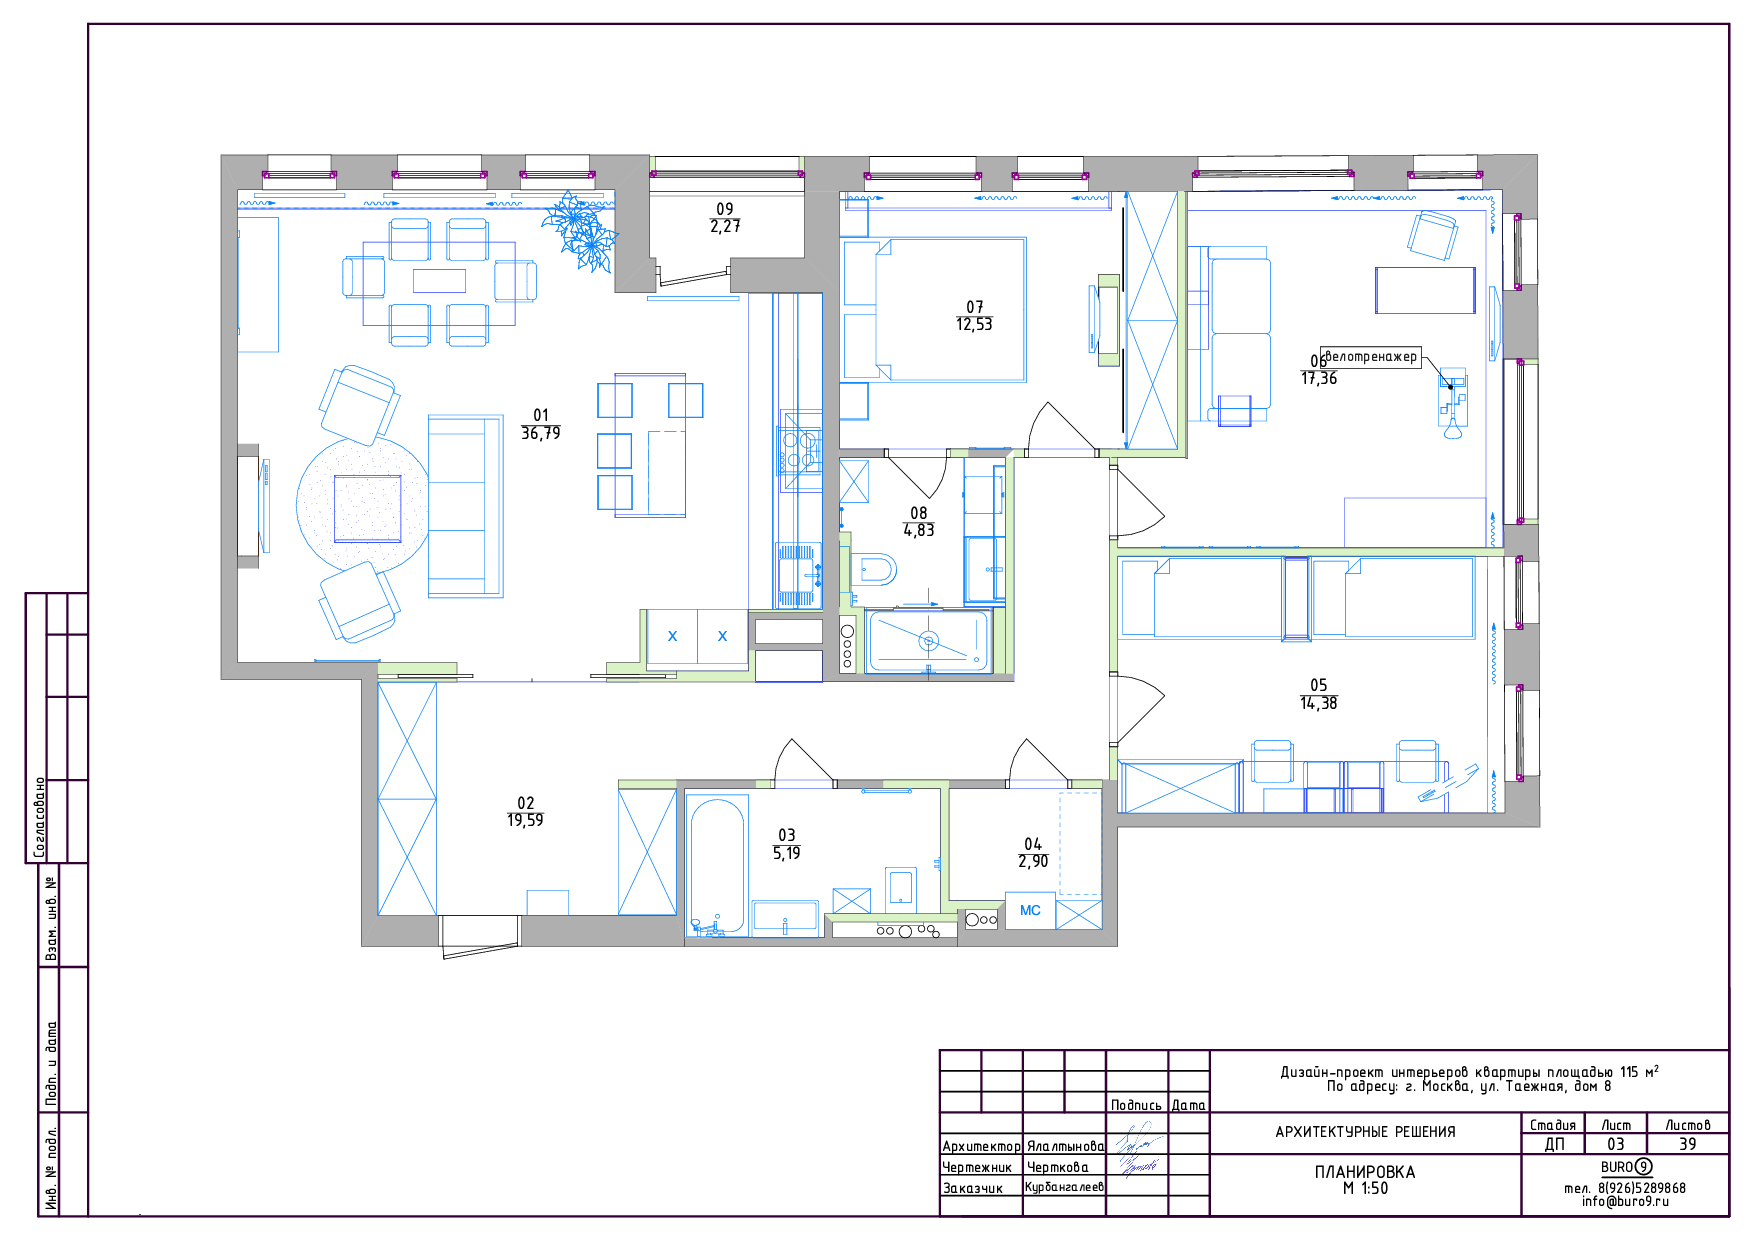 09
2,27
07
12,53
06
велотренажер
17,36
01
36,79
08
4,83
X
X
05
14,38
02
19,59
03
5,19
04
2,90
МС
Согласовано
Взам. инв. №
Подп. и дата
Инв. № подл.
Дизайн-проект интерьеров квартиры площадью 115 м²
По адресу: г. Москва, ул. Таежная, дом 8
Подпись Дата
АРХИТЕКТУРНЫЕ РЕШЕНИЯ
Стадия Лист Листов
ДП 03 39
Архитектор Ялалтынова
Чертежник Черткова
Заказчик Курбангалеев
ПЛАНИРОВКА
М 1:50
BURO 9
тел. 8(926)5289868
info@buro9.ru